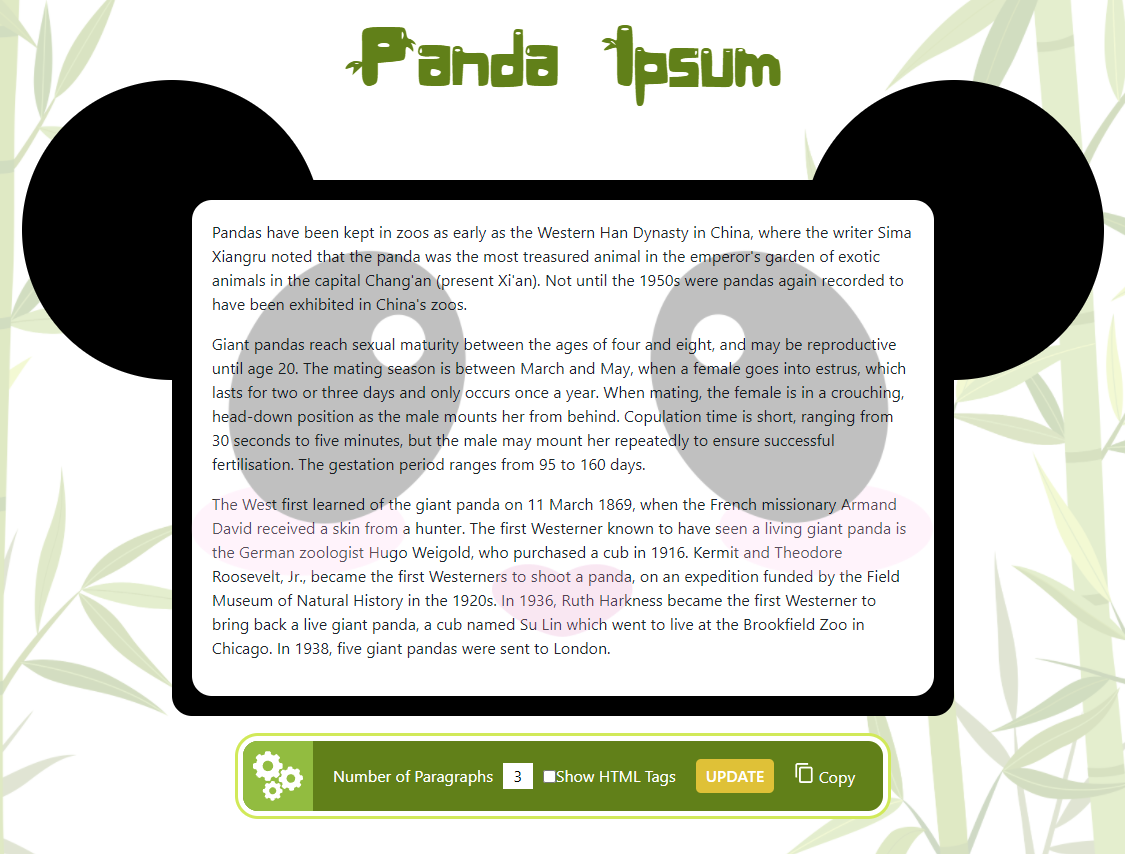 Panda Ipsum
Pandas have been kept in zoos as early as the Western Han Dynasty in China, where the writer Sima
Xiangru noted that the panda was the most treasured animal in the emperor's garden of exotic
animals in the capital Chang'an (present Xi'an). Not until the 1950s were pandas again recorded to
have been exhibited in China's zoos.
Giant pandas reach sexual maturity between the ages of four and eight, and may be reproductive
until age 20. The mating season is between March and May, when a female goes into estrus, which
lasts for two or three days and only occurs once a year. When mating, the female is in a crouching,
head-down position as the male mounts her from behind. Copulation time is short, ranging from
30 seconds to five minutes, but the male may mount her repeatedly to ensure successful
fertilisation. The gestation period ranges from 95 to 160 days.
The West first learned of the giant panda on 11 March 1869, when the French missionary Armand
David received a skin from a hunter. The first Westerner known to have seen a living giant panda is
the German zoologist Hugo Weigold, who purchased a cub in 1916. Kermit and Theodore
Roosevelt, Jr., became the first Westerners to shoot a panda, on an expedition funded by the Field
Museum of Natural History in the 1920s. In 1936, Ruth Harkness became the first Westerner to
bring back a live giant panda, a cub named Su Lin which went to live at the Brookfield Zoo in
Chicago. In 1938, five giant pandas were sent to London.
Number of Paragraphs 3 Show HTML Tags UPDATE Copy